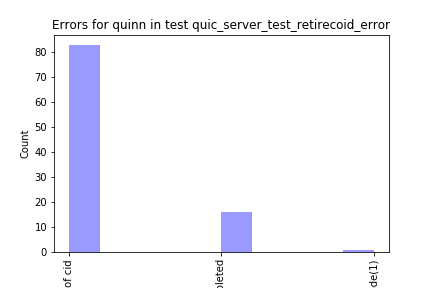 Errors for quinn in test quic_server_test_retirecoid_error
80
70
60
50
40
30
20
10
0
Count
of cid
pleted
de(1)